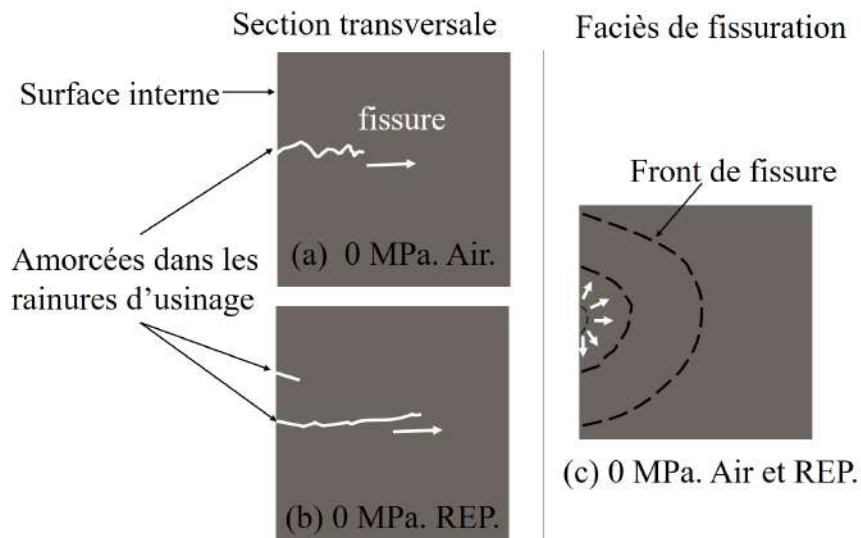 Section transversale
Faciès de fissuration
Surface interne
fissure
Front de fissure
Amorcées dans les
rainures d’usinage
(a) 0 MPa. Air.
(b) 0 MPa. REP.
(c) 0 MPa. Air et REP.